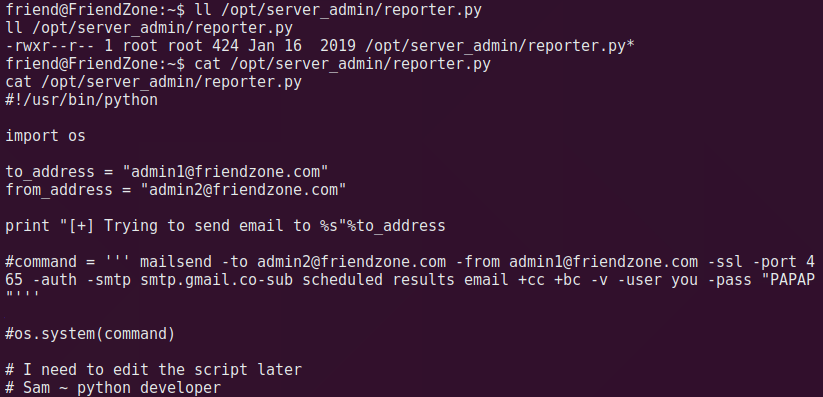 friend@FriendZone:~$ ll /opt/server_admin/reporter.py
ll /opt/server_admin/reporter.py
-rwxr--r-- 1 root root 424 Jan 16  2019 /opt/server_admin/reporter.py*
friend@FriendZone:~$ cat /opt/server_admin/reporter.py
cat /opt/server_admin/reporter.py
#!/usr/bin/python

import os

to_address = "admin1@friendzone.com"
from_address = "admin2@friendzone.com"

print "[+] Trying to send email to %s"%to_address

#command = ''' mailsend -to admin2@friendzone.com -from admin1@friendzone.com -ssl -port 4
65 -auth -smtp smtp.gmail.co-sub scheduled results email +cc +bc -v -user you -pass "PAPAP
"'''

#os.system(command)

# I need to edit the script later
# Sam ~ python developer